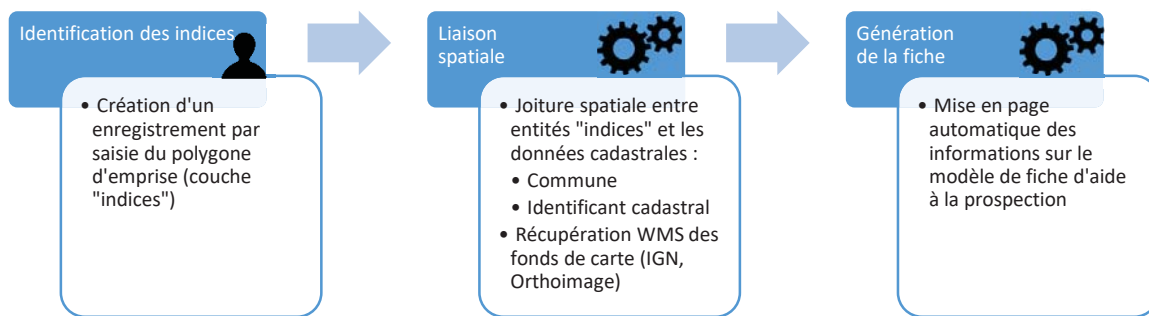 Identification des indices
• Création d'un
enregistrement par
saisie du polygone
d'emprise (couche
"indices")
Liaison
spatiale
• Joiture spatiale entre
entités "indices" et les
données cadastrales :
• Commune
• Identificant cadastral
• Récupération WMS des
fonds de carte (IGN,
Orthoimage)
Génération
de la fiche
• Mise en page
automatique des
informations sur le
modèle de fiche d'aide
à la prospection